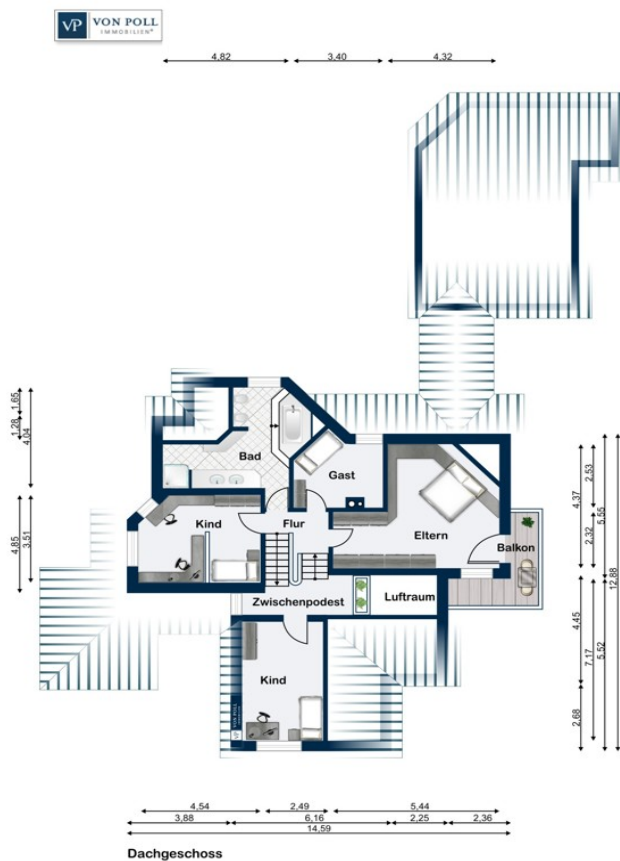 VP VON POLL
IMMOBILIEN®
4,82 3,40 4,32
1,65
1,28
4,04
Bad
Gast
Kind
Flur
Eltern
Balkon
4,85
3,51
2,53
4,37
5,55
2,32
12,88
Zwischenpodest
Luftraum
4,45
7,17
5,52
2,68
Kind
VP VON POLL
4,54 2,49 5,44
3,88 6,16 2,25 2,36
14,59
Dachgeschoss